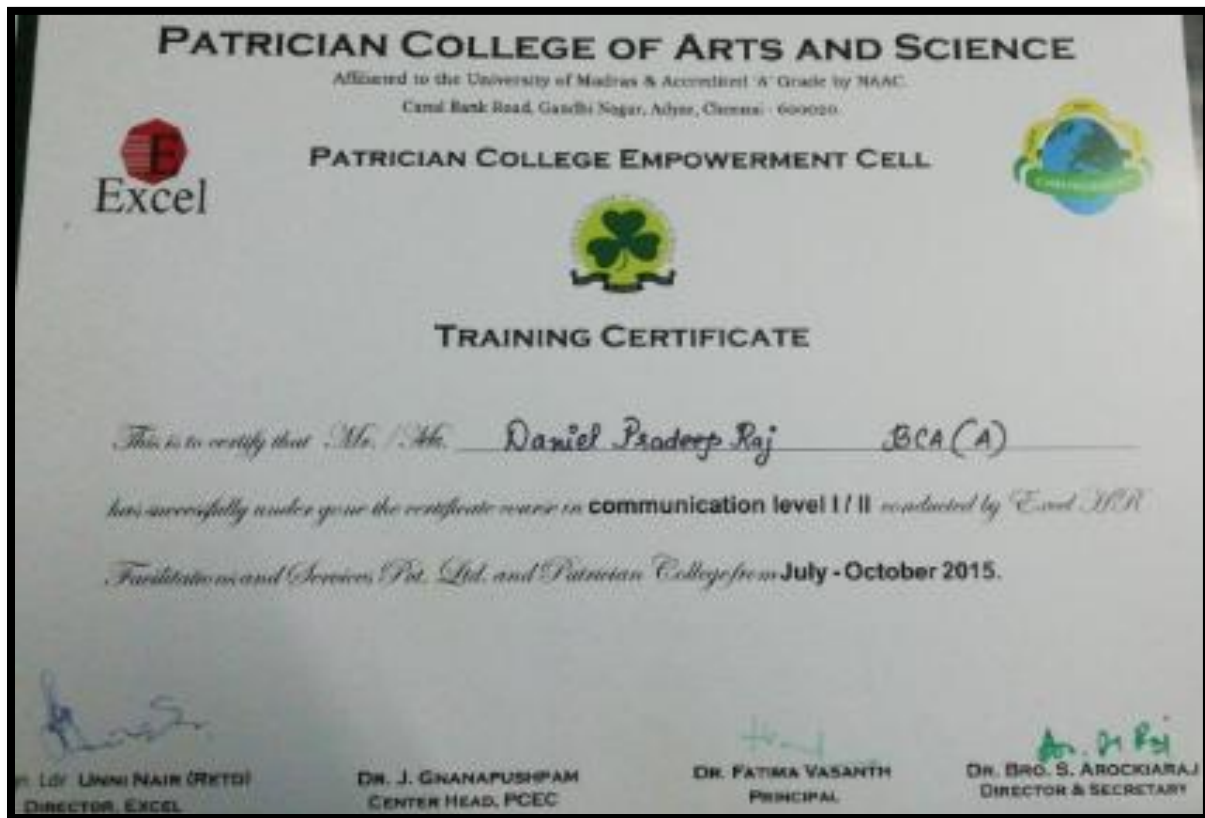 PATRICIAN COLLEGE OF ARTS AND SCIENCE
Affiliated to the University of Madras & Accredited 'A' Grade by NAAC.
Canal Bank Road, Gandhi Nagar, Adyar, Chennai - 600020.
Excel
PATRICIAN COLLEGE EMPOWERMENT CELL
TRAINING CERTIFICATE
This is to certify that Mr. / Ms. Daniel Pradeep Raj BCA (A)
has successfully under gone the certificate course in communication level I / II conducted by Excel HR
Facilitations and Services Pvt. Ltd. and Patrician College from July - October 2015.
Ldr UNNI NAIR (RETD)
DIRECTOR, EXCEL
DR. J. GNANAPUSHPAM
CENTER HEAD, PCEC
DR. FATIMA VASANTH
PRINCIPAL
DR. BRO. S. AROCKIARAJ
DIRECTOR & SECRETARY